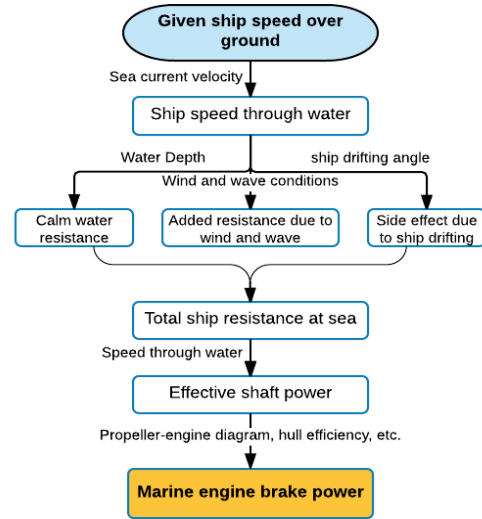 Given ship speed over
ground
Sea current velocity
Ship speed through water
Water Depth
ship drifting angle
Wind and wave conditions
Calm water
resistance
Added resistance due to
wind and wave
Side effect due
to ship drifting
Total ship resistance at sea
Speed through water
Effective shaft power
Propeller-engine diagram, hull efficiency, etc.
Marine engine brake power